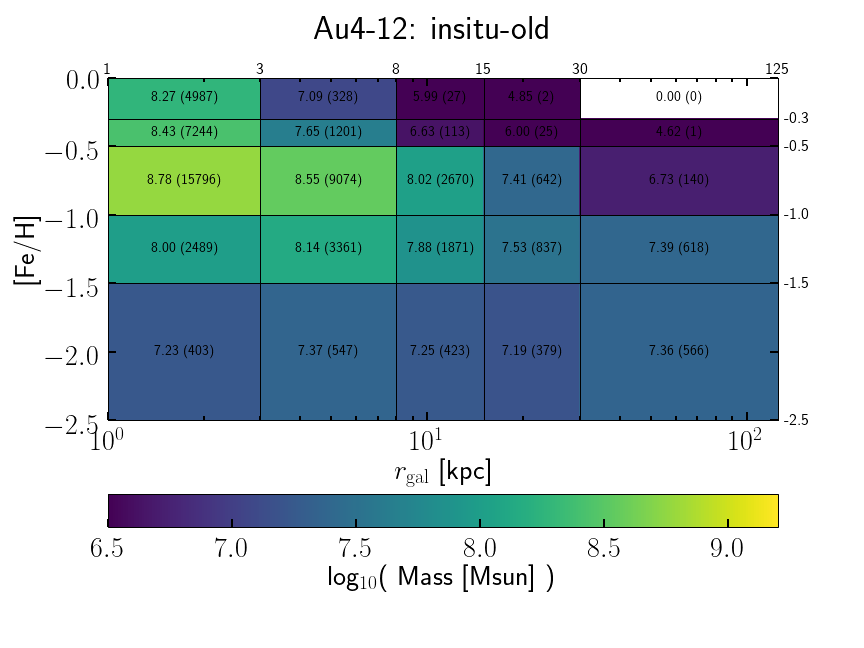 Au4-12: insitu-old
1 3 8 15 30 125
0.0 8.27 (4987) 7.09 (328) 5.99 (27) 4.85 (2) 0.00 (0)
-0.3
8.43 (7244) 7.65 (1201) 6.63 (113) 6.00 (25) 4.62 (1)
−0.5 -0.5
8.78 (15796) 8.55 (9074) 8.02 (2670) 7.41 (642) 6.73 (140)
−1.0 -1.0
[Fe/H]
8.00 (2489) 8.14 (3361) 7.88 (1871) 7.53 (837) 7.39 (618)
−1.5 -1.5
−2.0 7.23 (403) 7.37 (547) 7.25 (423) 7.19 (379) 7.36 (566)
−2.5 -2.5
10⁰ 10¹ 10²
r_gal [kpc]
6.5 7.0 7.5 8.0 8.5 9.0
log₁₀( Mass [Msun] )